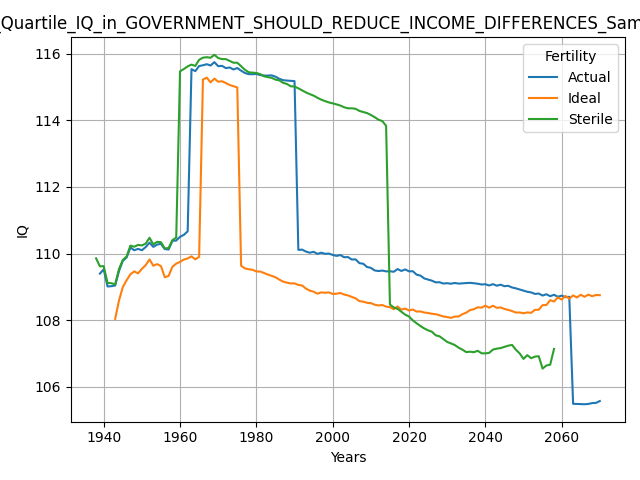 _Quartile_IQ_in_GOVERNMENT_SHOULD_REDUCE_INCOME_DIFFERENCES_Sam
116
114
112
110
108
106
IQ
1940
1960
1980
2000
2020
2040
2060
Years
Fertility
Actual
Ideal
Sterile